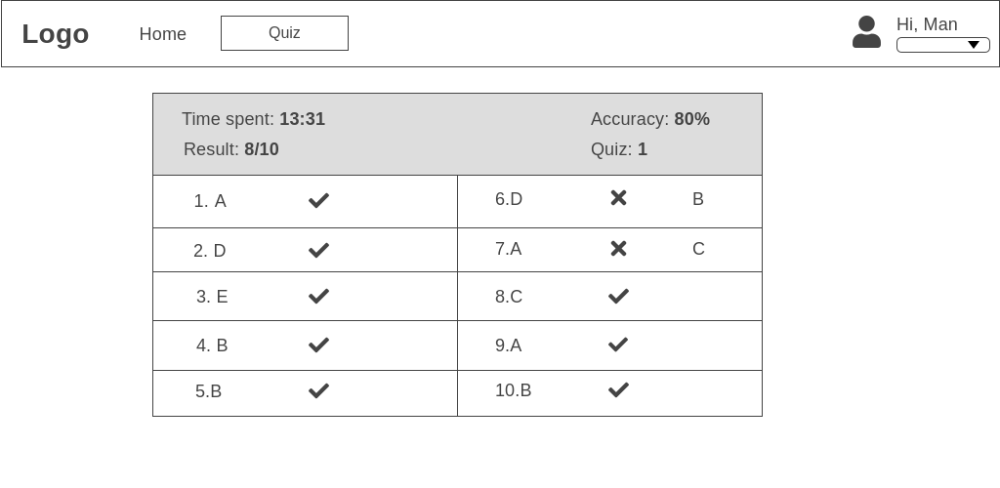 Logo Home Quiz Hi, Man
Time spent: 13:31 Accuracy: 80%
Result: 8/10 Quiz: 1
1. A 6.D B
2. D 7.A C
3. E 8.C
4. B 9.A
5.B 10.B